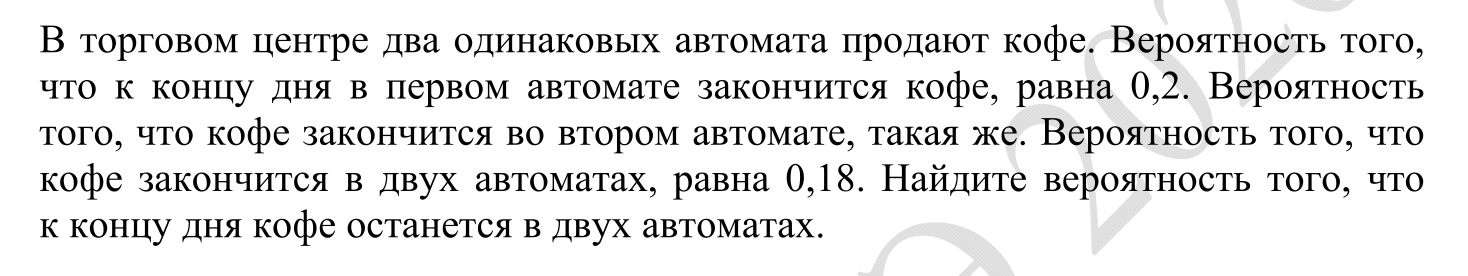 В торговом центре два одинаковых автомата продают кофе. Вероятность того,
что к концу дня в первом автомате закончится кофе, равна 0,2. Вероятность
того, что кофе закончится во втором автомате, такая же. Вероятность того, что
кофе закончится в двух автоматах, равна 0,18. Найдите вероятность того, что
к концу дня кофе останется в двух автоматах.